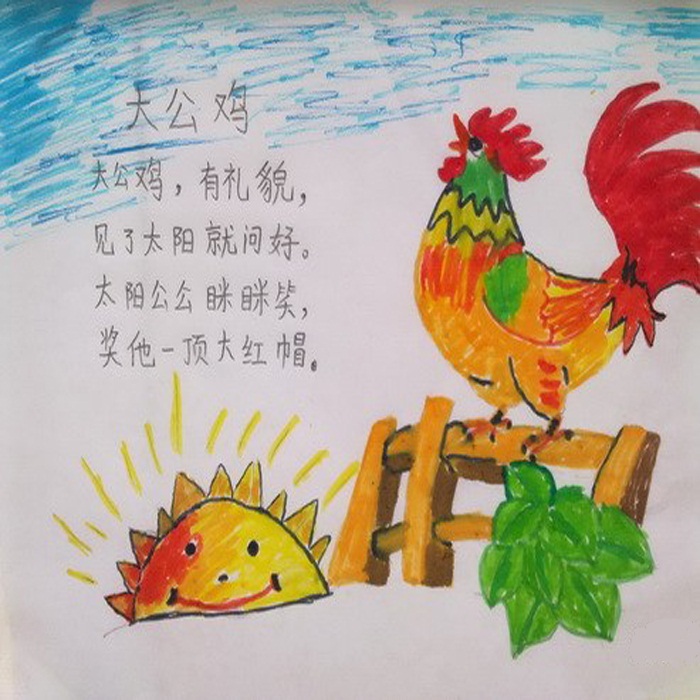 大公鸡
大公鸡，有礼貌，
见了太阳就问好。
太阳公么眯眯笑，
奖他一顶大红帽。